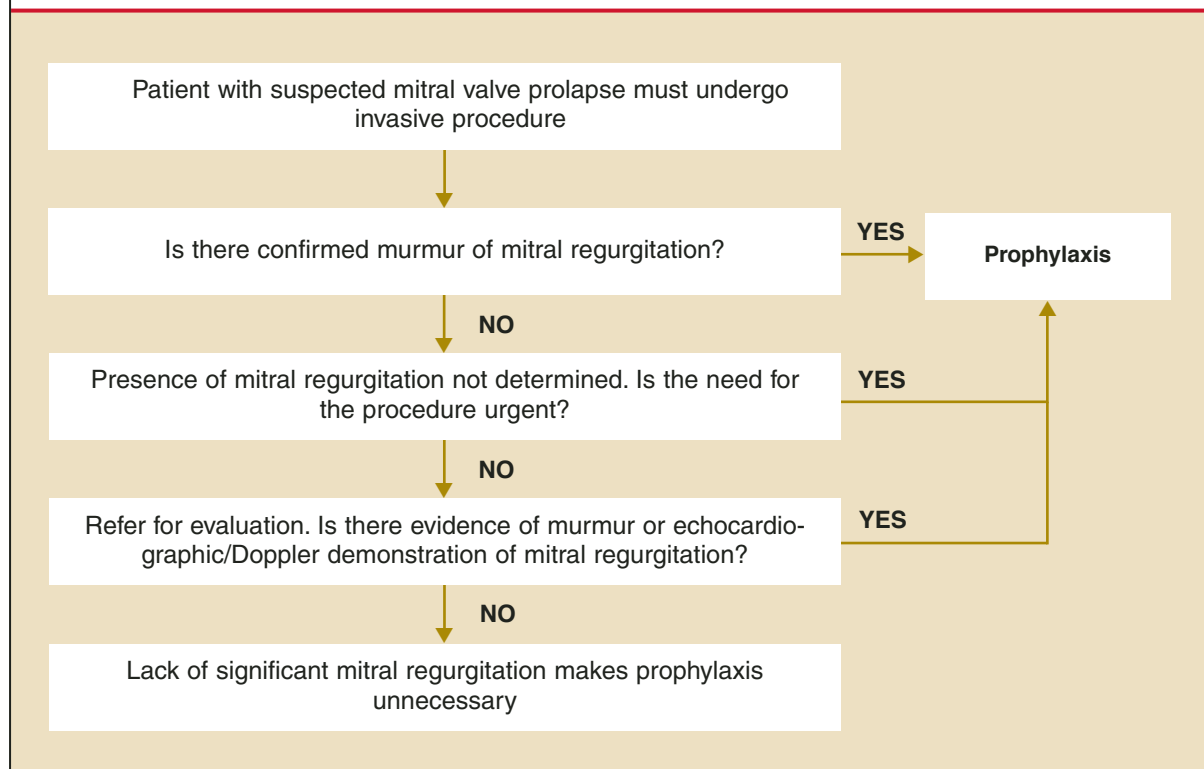 Patient with suspected mitral valve prolapse must undergo
invasive procedure
Is there confirmed murmur of mitral regurgitation?
YES
Prophylaxis
NO
Presence of mitral regurgitation not determined. Is the need for
the procedure urgent?
YES
NO
Refer for evaluation. Is there evidence of murmur or echocardio-
graphic/Doppler demonstration of mitral regurgitation?
YES
NO
Lack of significant mitral regurgitation makes prophylaxis
unnecessary